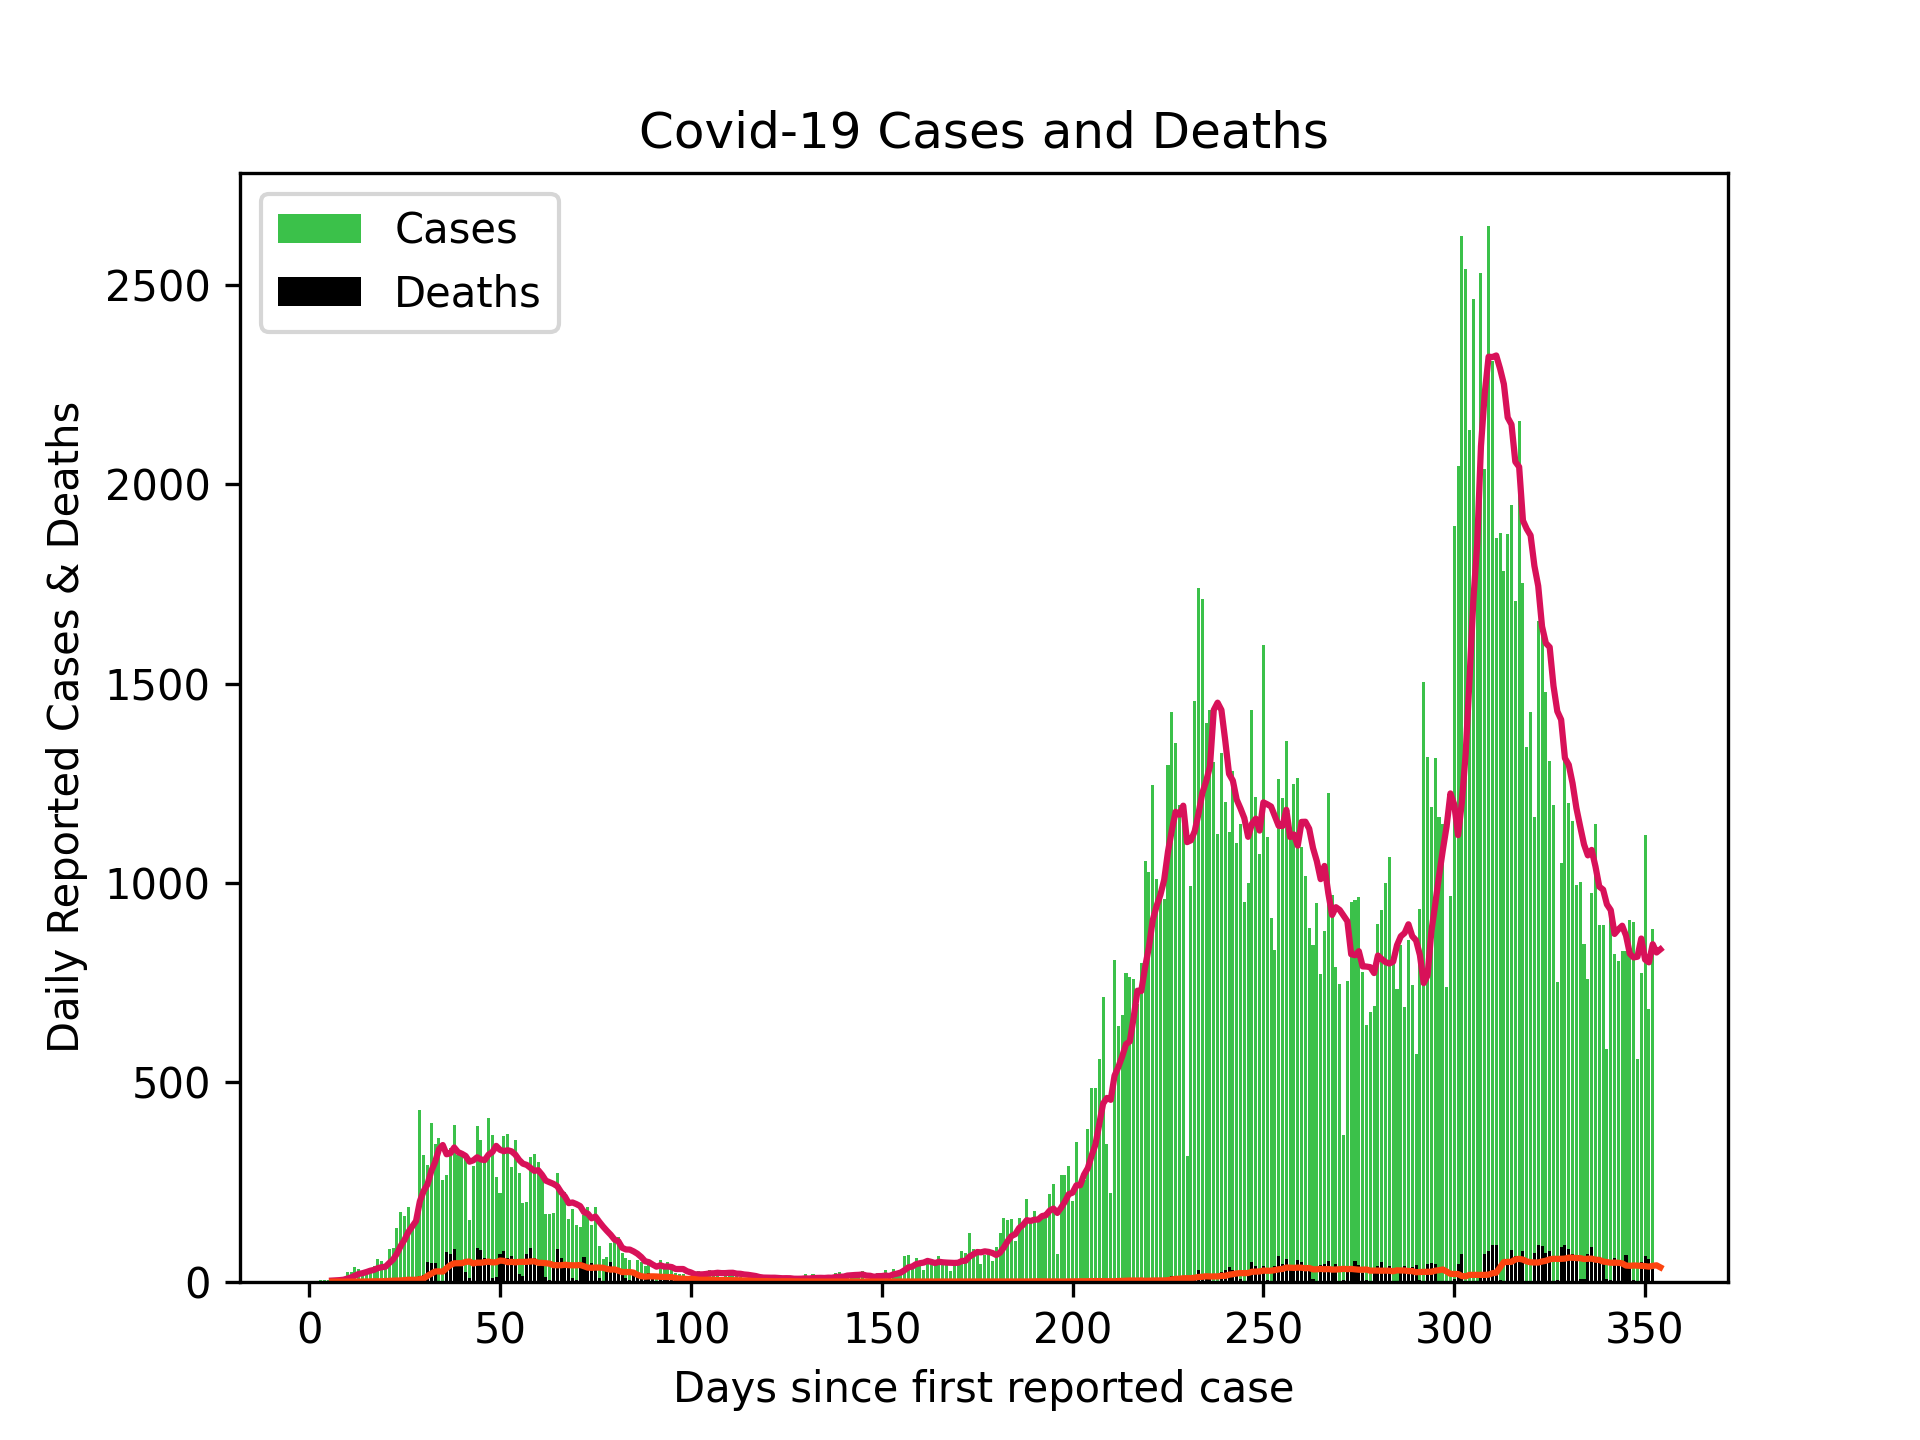 Covid-19 Cases and Deaths
Cases
Deaths
Daily Reported Cases & Deaths
2500
2000
1500
1000
500
0
0 50 100 150 200 250 300 350
Days since first reported case